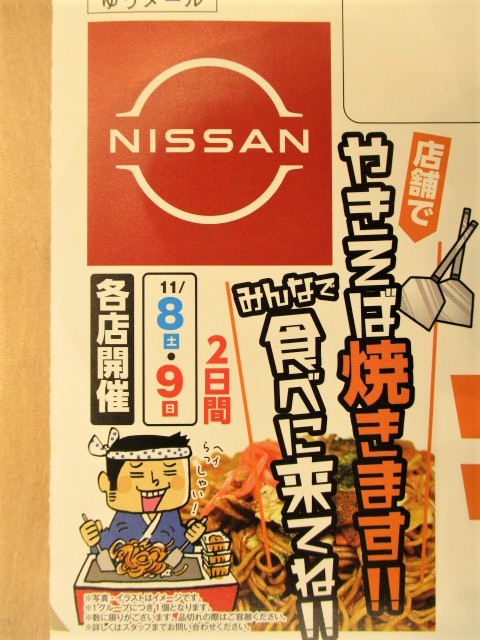 ゆうメール
NISSAN
店舗で
やきそば焼きます!!
みんなで
食べに来てね!!
各店開催
11/
8土・9日
2日間
ヘイ
らっしゃい!
※写真・イラストはイメージです。
※1グループにつき1個となります。
※数に限りがございます。品切れの際はご容赦ください。
※詳しくはスタッフまでお問い合わせください。